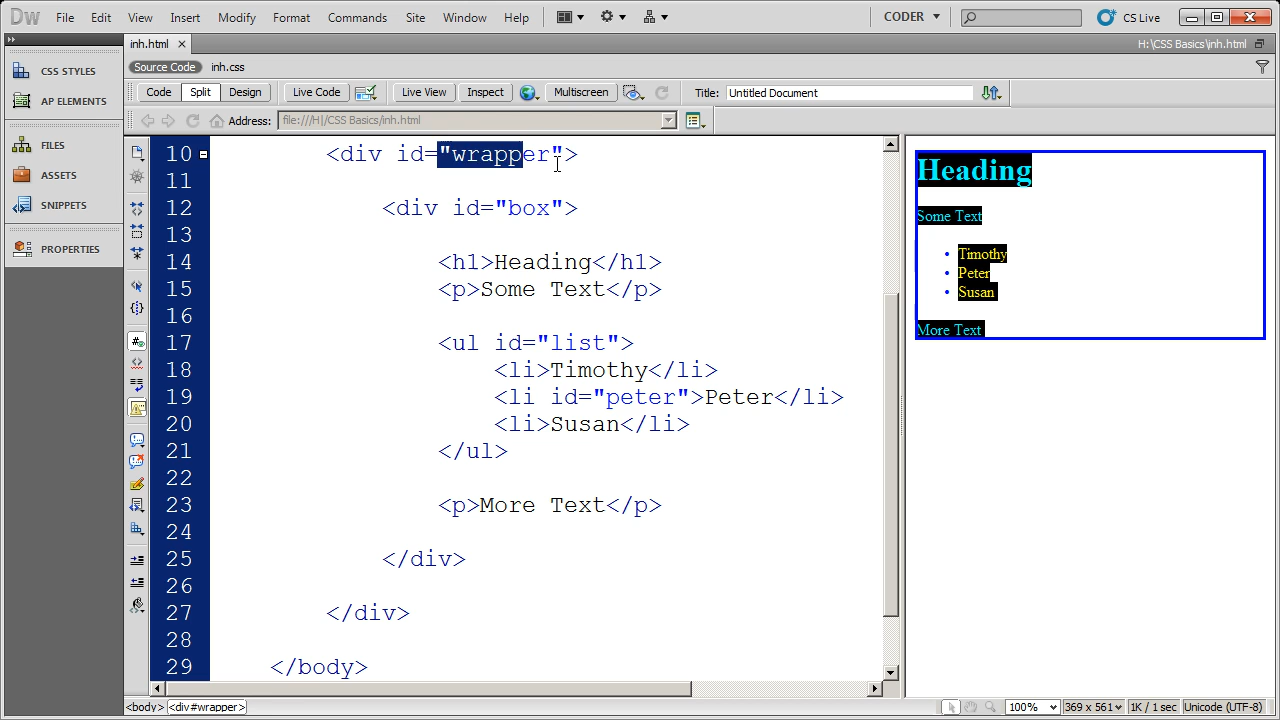 Dw File Edit View Insert Modify Format Commands Site Window Help CODER CS Live
inh.html H:\CSS Basics\inh.html
Source Code inh.css
Code Split Design Live Code Live View Inspect Multiscreen Title: Untitled Document
Address: file:///H|/CSS Basics/inh.html
CSS STYLES
AP ELEMENTS
FILES
ASSETS
SNIPPETS
PROPERTIES
10 <div id="wrapper">
11
12 <div id="box">
13
14 <h1>Heading</h1>
15 <p>Some Text</p>
16
17 <ul id="list">
18 <li>Timothy</li>
19 <li id="peter">Peter</li>
20 <li>Susan</li>
21 </ul>
22
23 <p>More Text</p>
24
25 </div>
26
27 </div>
28
29 </body>
Heading
Some Text
• Timothy
• Peter
• Susan
More Text
<body> <div#wrapper> 100% 369 x 561 1K / 1 sec Unicode (UTF-8)